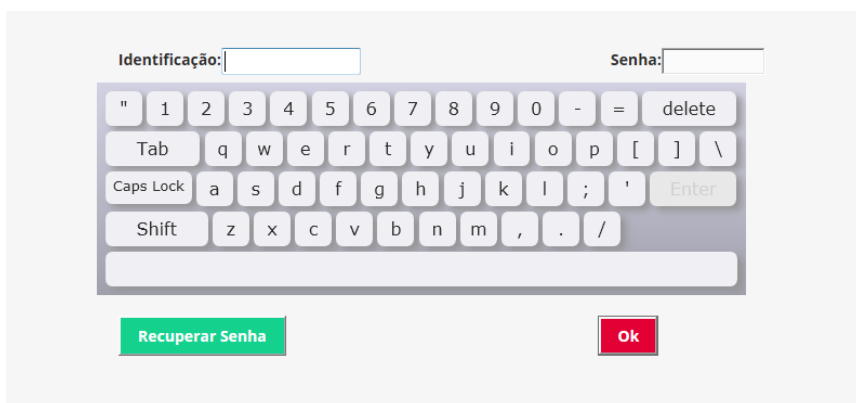 Identificação: Senha:
" 1 2 3 4 5 6 7 8 9 0 - = delete
Tab q w e r t y u i o p [ ] \
Caps Lock a s d f g h j k l ; ' Enter
Shift z x c v b n m , . /
Recuperar Senha Ok